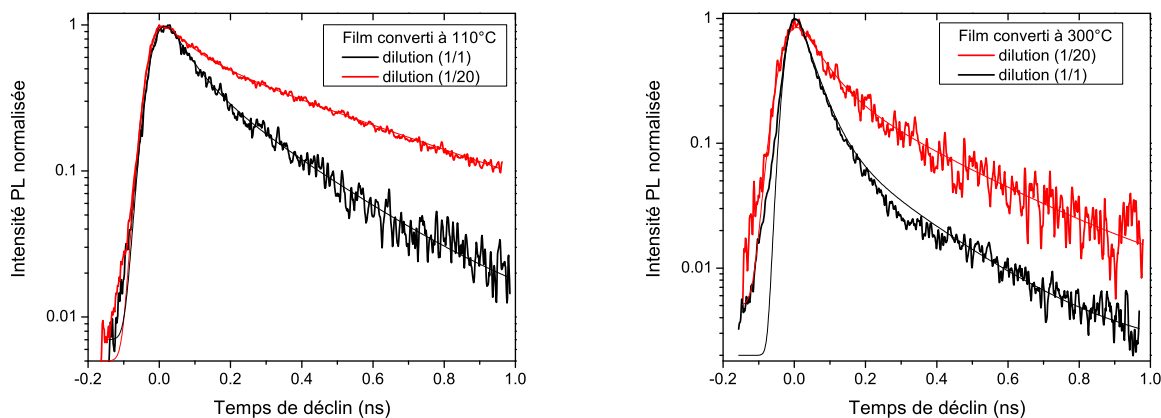 1
0.1
0.01
Intensité PL normalisée
Film converti à 110°C
dilution (1/1)
dilution (1/20)
-0.2 0.0 0.2 0.4 0.6 0.8 1.0
Temps de déclin (ns)
1
0.1
0.01
Intensité PL normalisée
Film converti à 300°C
dilution (1/20)
dilution (1/1)
-0.2 0.0 0.2 0.4 0.6 0.8 1.0
Temps de déclin (ns)